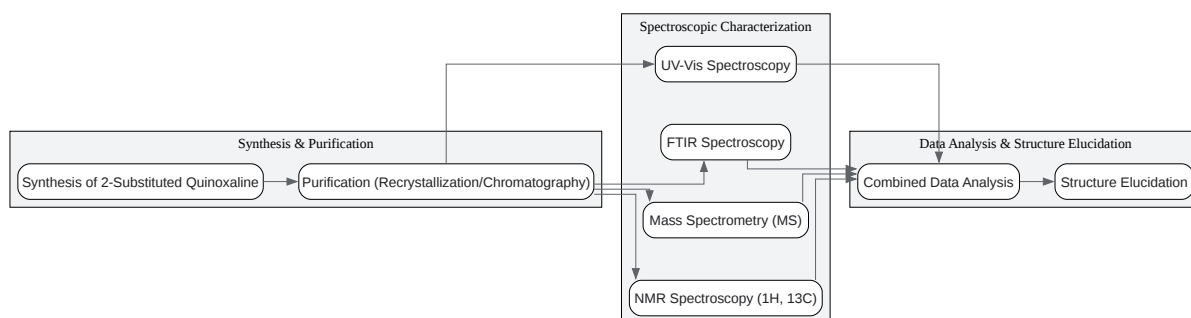 Spectroscopic Characterization
UV-Vis Spectroscopy
Synthesis & Purification
FTIR Spectroscopy
Data Analysis & Structure Elucidation
Synthesis of 2-Substituted Quinoxaline
Purification (Recrystallization/Chromatography)
Combined Data Analysis
Structure Elucidation
Mass Spectrometry (MS)
NMR Spectroscopy (1H, 13C)